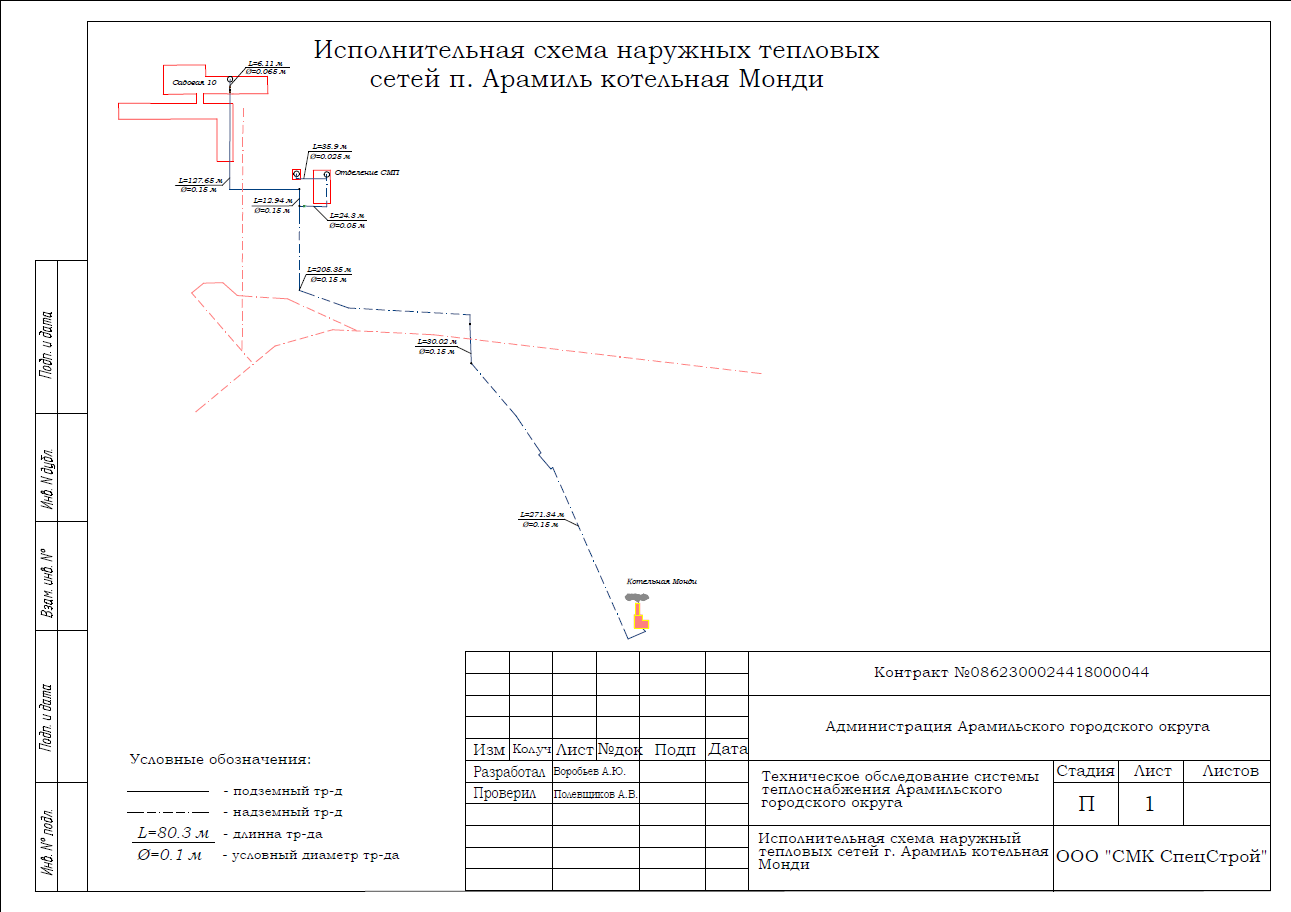 Исполнительная схема наружных тепловых
сетей п. Арамиль котельная Монди
L=6.11 м
Ø=0.065 м
Садовая 10
L=35.9 м
Ø=0.025 м
Отделение СМП
L=127.65 м
Ø=0.15 м
L=12.94 м
Ø=0.15 м
L=24.3 м
Ø=0.05 м
L=205.35 м
Ø=0.15 м
L=30.02 м
Ø=0.15 м
L=271.34 м
Ø=0.15 м
Котельная Монди
Подп. и дата
Инв. N дубл.
Взам. инв. N°
Подп. и дата
Инв. N° подл.
Условные обозначения:
- подземный тр-д
- надземный тр-д
L=80.3 м - длинна тр-да
Ø=0.1 м - условный диаметр тр-да
Контракт №0862300024418000044
Администрация Арамильского городского округа
Изм Колуч Лист №док Подп Дата
Разработал Воробьев А.Ю.
Проверил Полевщиков А.В.
Техническое обследование системы
теплоснабжения Арамильского
городского округа
Стадия Лист Листов
П 1
Исполнительная схема наружный
тепловых сетей г. Арамиль котельная
Монди
ООО "СМК СпецСтрой"